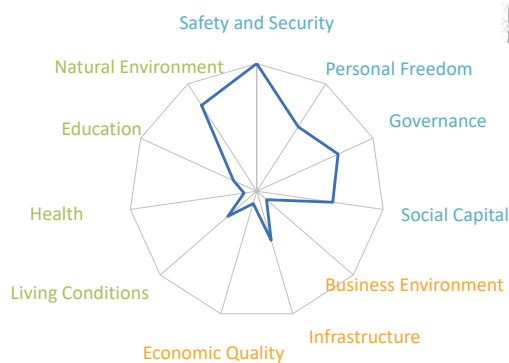 Safety and Security
Natural Environment
Personal Freedom
Education
Governance
Health
Social Capital
Living Conditions
Business Environment
Infrastructure
Economic Quality